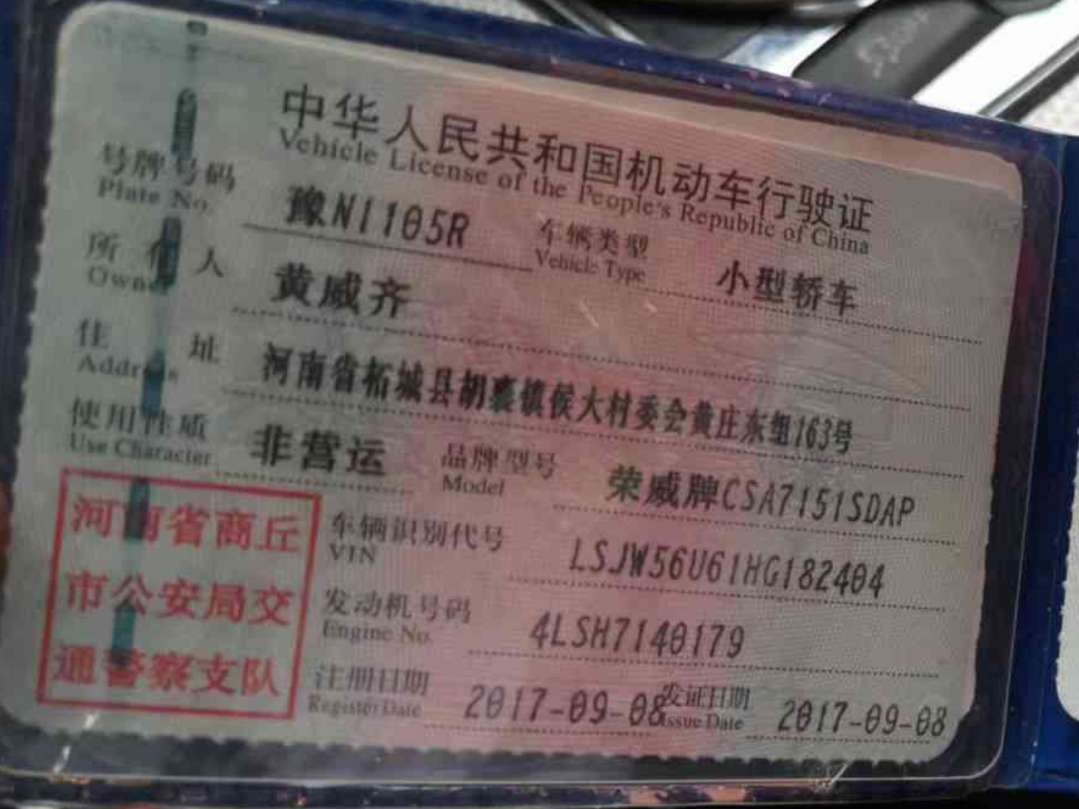 中华人民共和国机动车行驶证
Vehicle License of the People's Republic of China
号牌号码 豫N1105R 车辆类型 小型轿车
Plate No. Vehicle Type
所有人 黄威齐
Owner
住址 河南省柘城县胡襄镇侯大村委会黄庄东组163号
Address
使用性质 非营运 品牌型号 荣威牌CSA7151SDAP
Use Character Model
河南省商丘
市公安局交
通警察支队
车辆识别代号 LSJW56U61HG182404
VIN
发动机号码 4LSH7140179
Engine No.
注册日期 2017-09-08 发证日期 2017-09-08
Register Date Issue Date